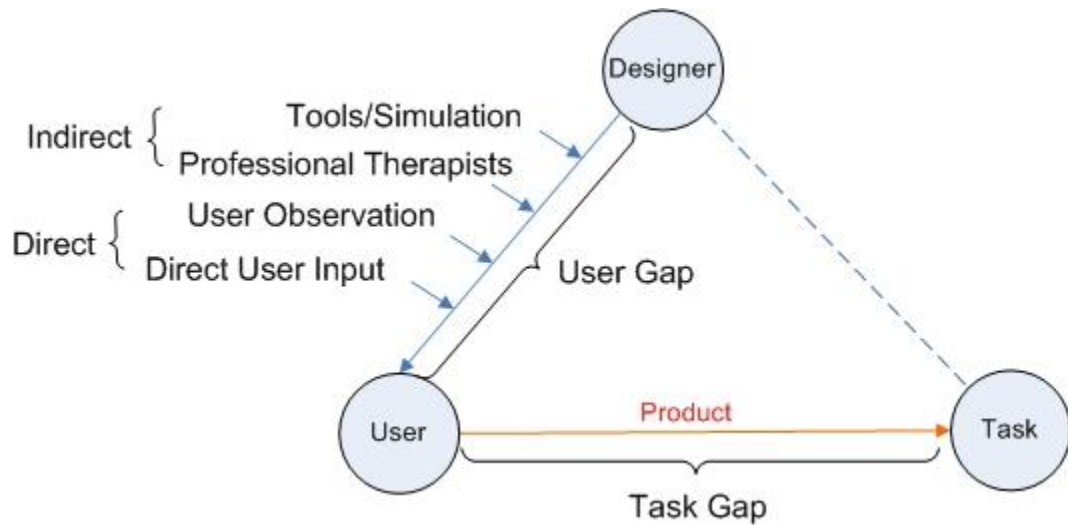 Designer
Tools/Simulation
Indirect {
Professional Therapists
User Observation
Direct {
Direct User Input
User Gap
Product
User
Task
Task Gap